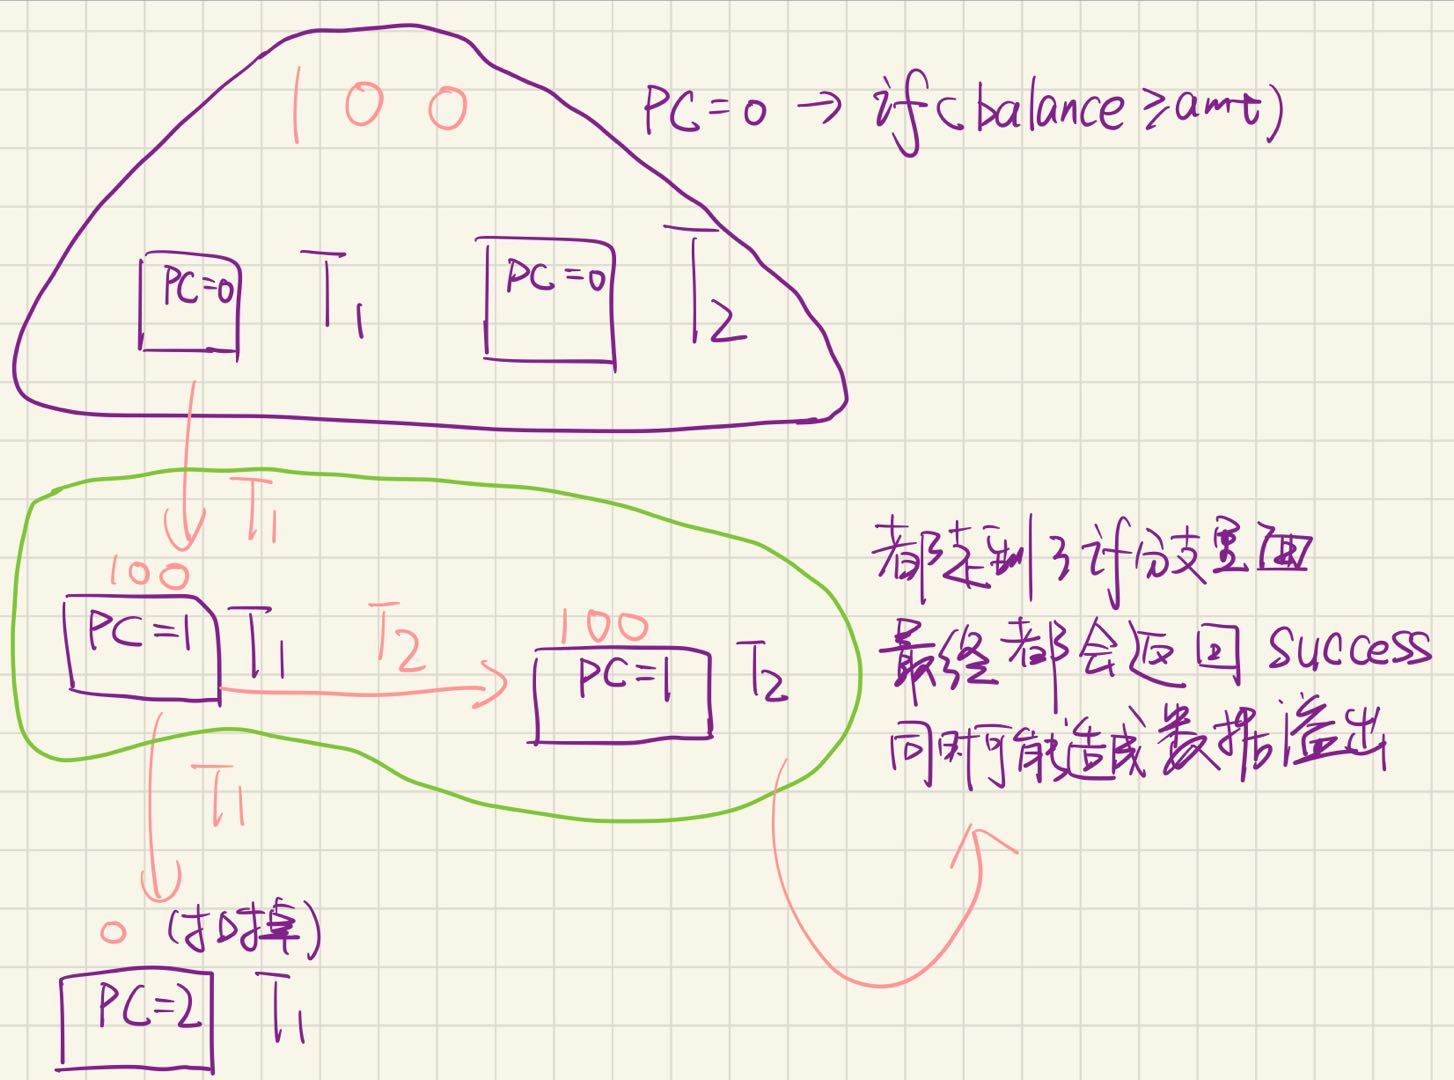 100
PC=0 → if(balance≥amt)
PC=0 T1 PC=0 T2
T1
100
PC=1 T1 T2 100
PC=1 T2
都走到了if分支里面
最终都会返回 success
同时可能造成数据溢出
T1
0 (扣掉)
PC=2 T1